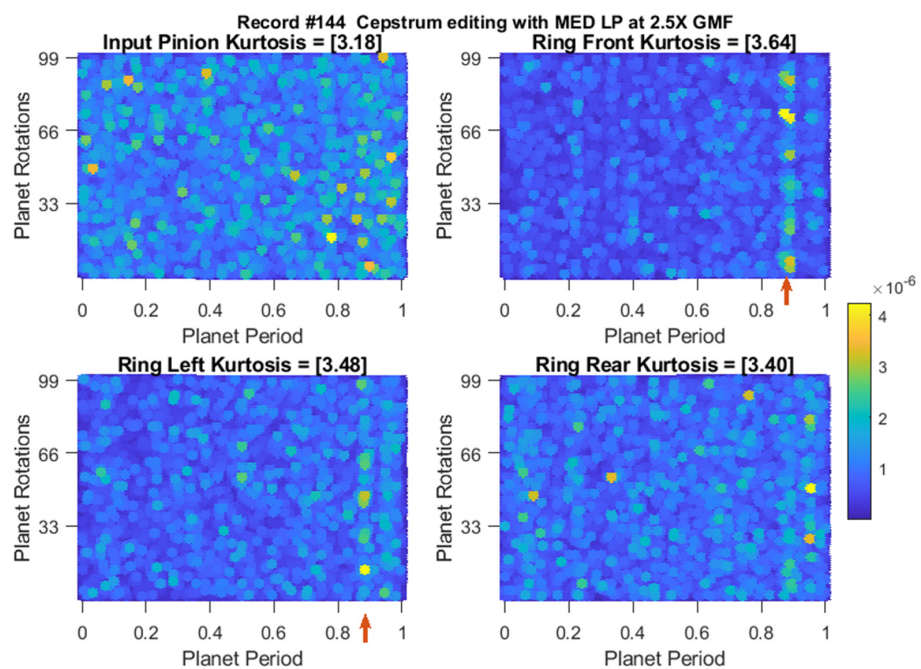 Record #144 Cepstrum editing with MED LP at 2.5X GMF
Input Pinion Kurtosis = [3.18]
99
66
33
Planet Rotations
0 0.2 0.4 0.6 0.8 1
Planet Period
Ring Front Kurtosis = [3.64]
99
66
33
Planet Rotations
0 0.2 0.4 0.6 0.8 1
Planet Period
Ring Left Kurtosis = [3.48]
99
66
33
Planet Rotations
0 0.2 0.4 0.6 0.8 1
Planet Period
Ring Rear Kurtosis = [3.40]
99
66
33
Planet Rotations
0 0.2 0.4 0.6 0.8 1
Planet Period
×10⁻⁶
4
3
2
1